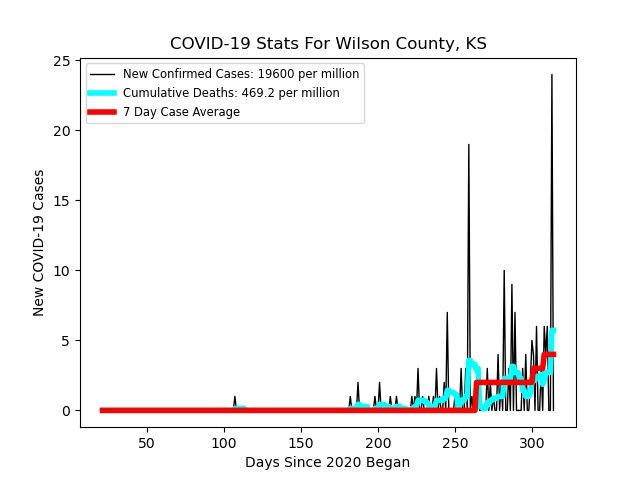 COVID-19 Stats For Wilson County, KS
New Confirmed Cases: 19600 per million
Cumulative Deaths: 469.2 per million
7 Day Case Average
25
20
15
10
5
0
New COVID-19 Cases
50 100 150 200 250 300
Days Since 2020 Began